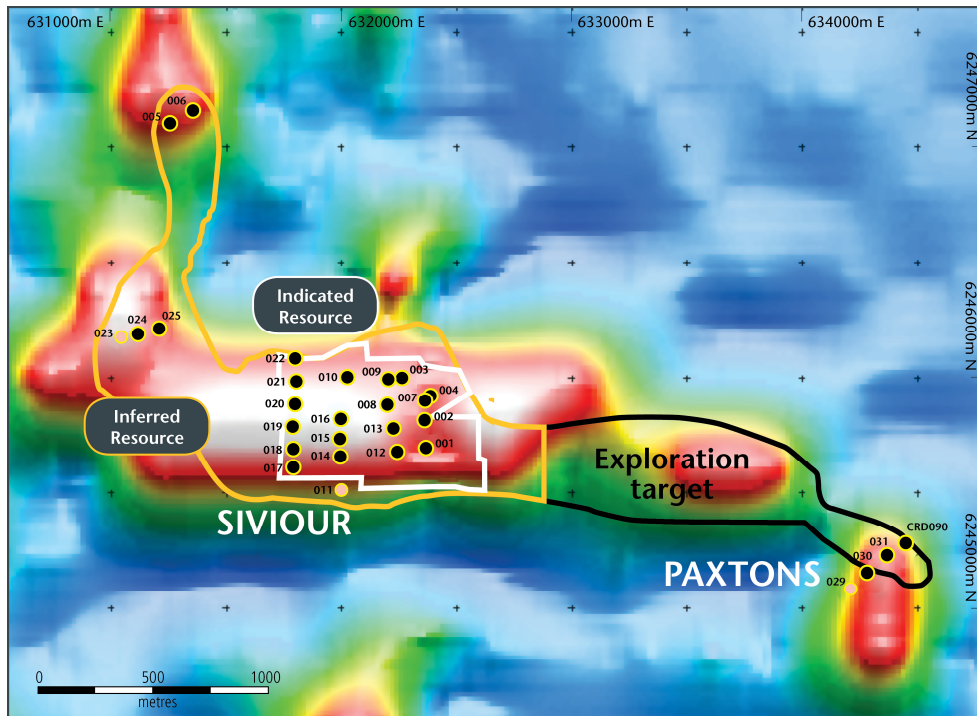 631000m E
632000m E
633000m E
634000m E
6247000m N
006
005
Indicated
Resource
025
024
023
6246000m N
022
010
009
003
021
004
007
020
008
002
016
019
013
Inferred
Resource
015
001
018
014
012
017
Exploration
target
011
SIVIOUR
CRD090
031
030
PAXTONS
029
6245000m N
0
500
1000
metres